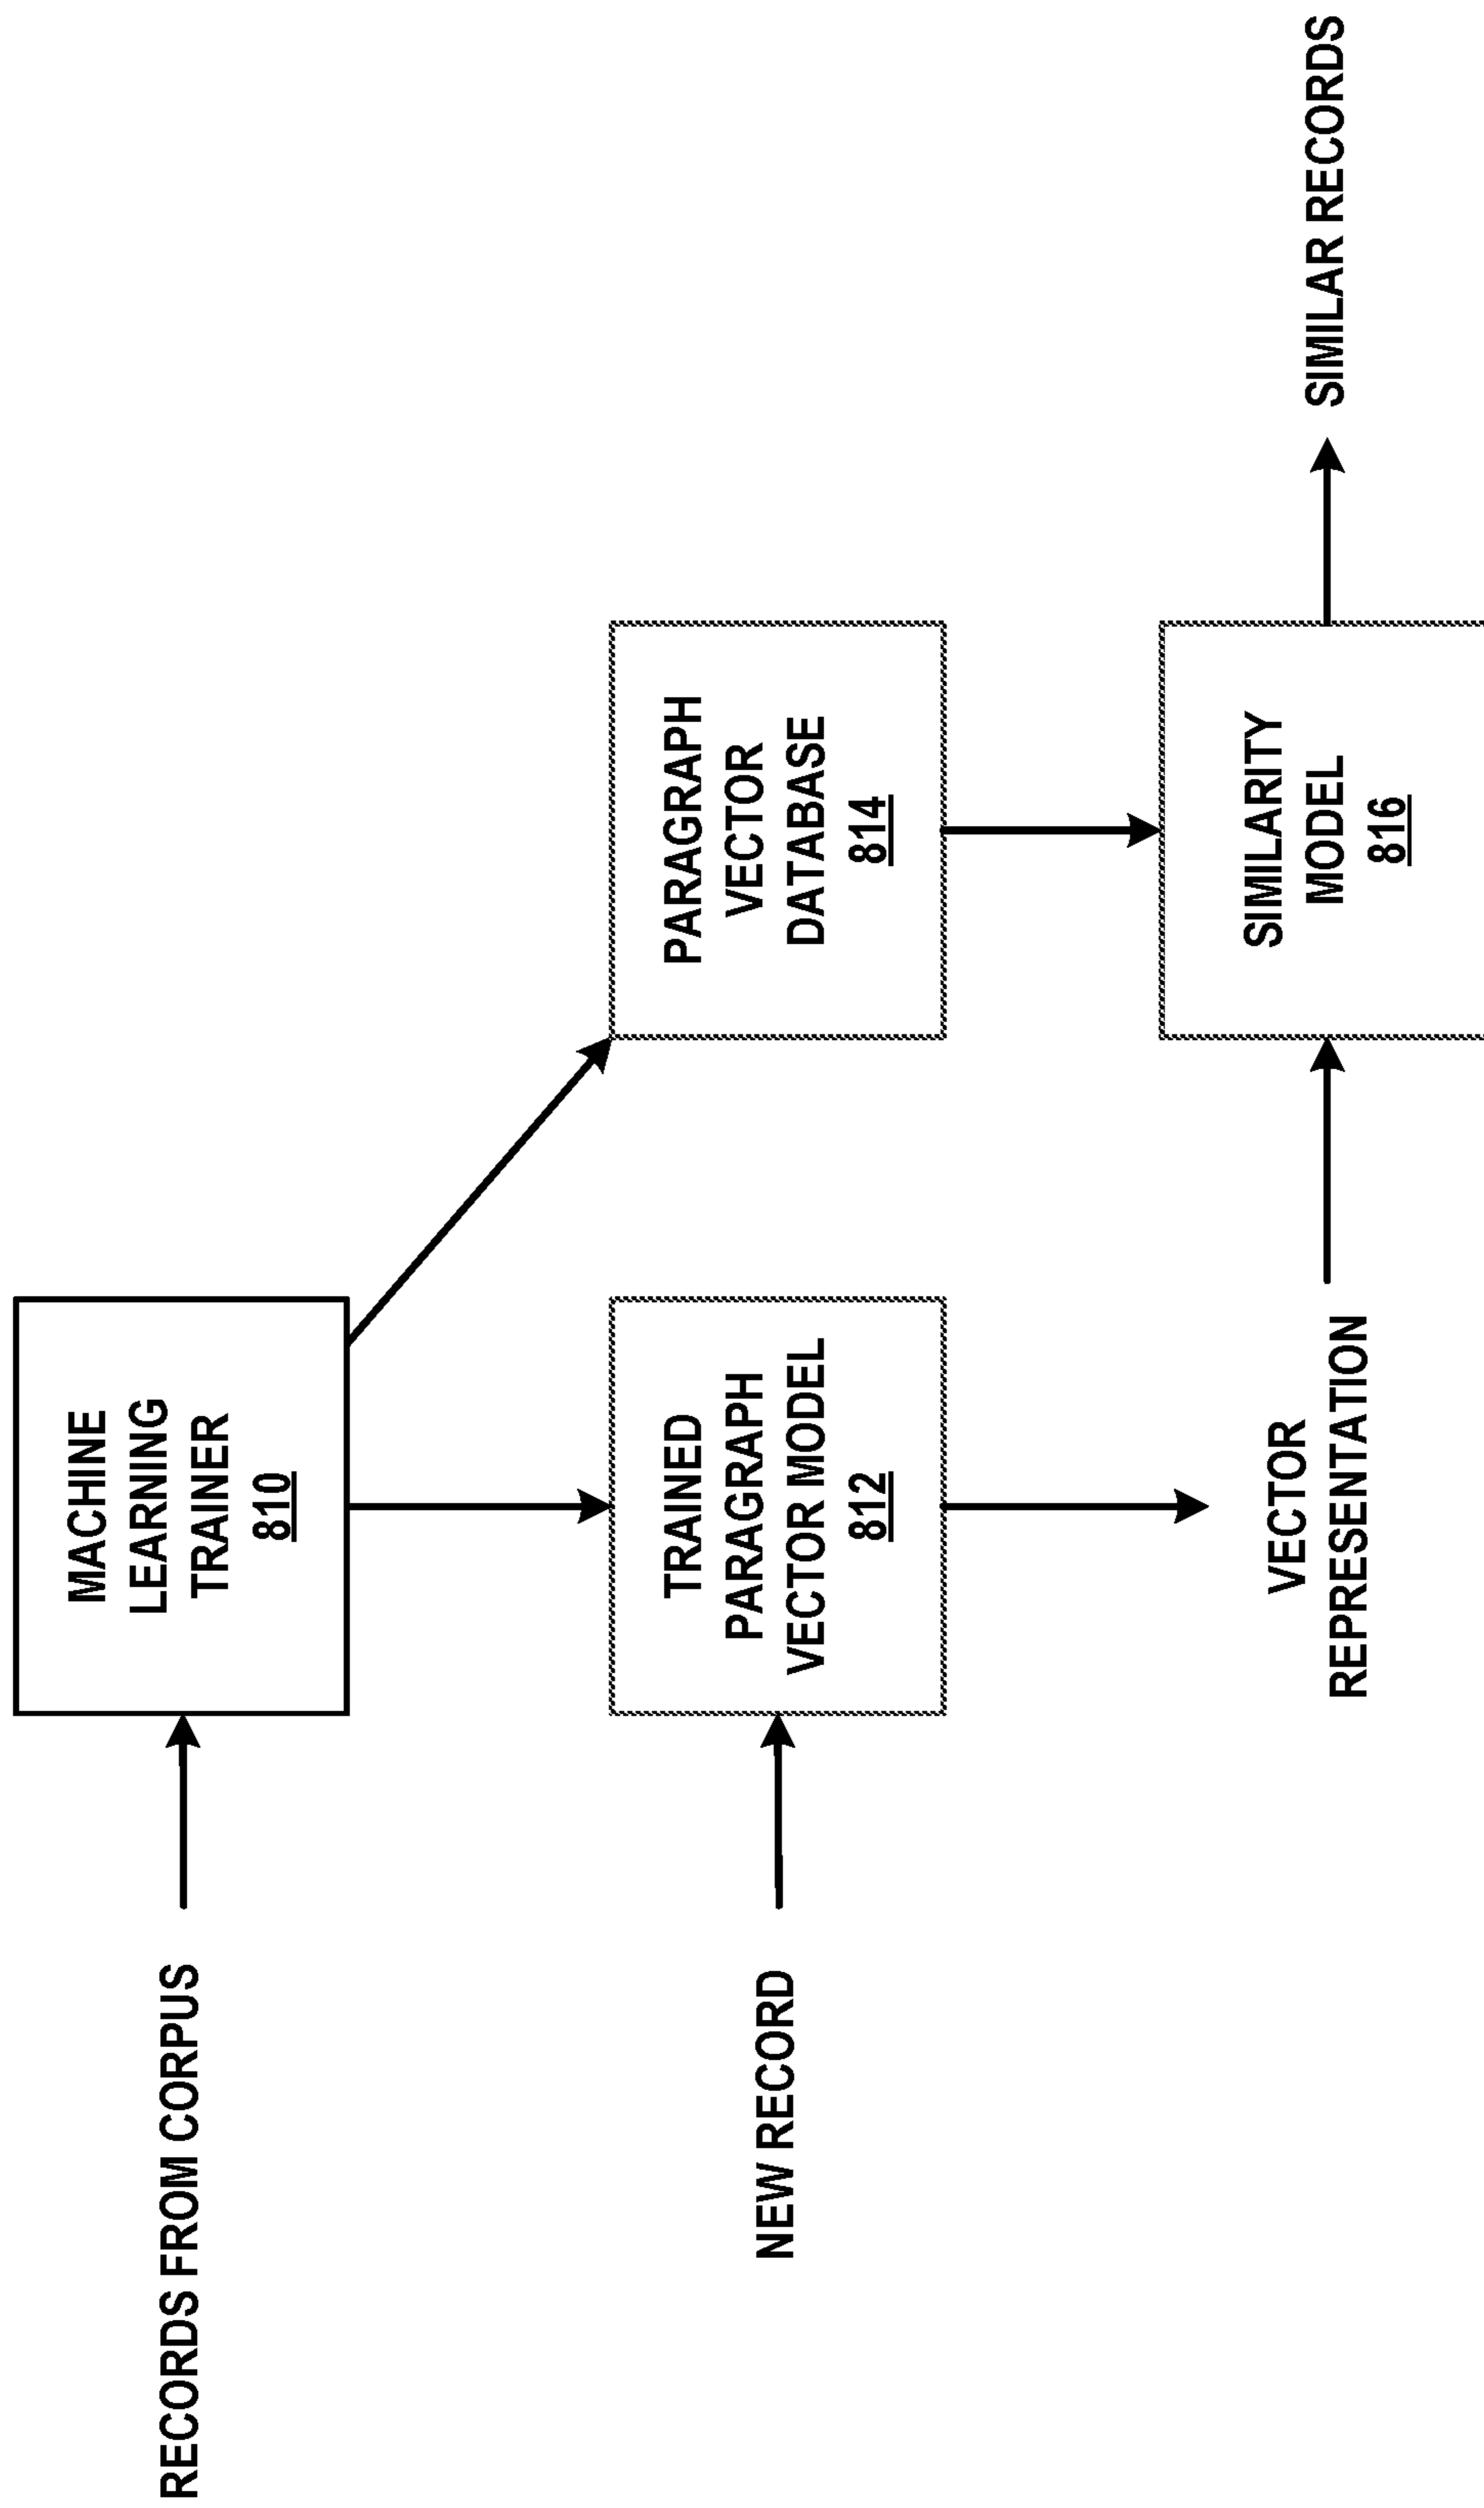 RECORDS FROM CORPUS
MACHINE
LEARNING
TRAINER
810
NEW RECORD
TRAINED
PARAGRAPH
VECTOR MODEL
812
PARAGRAPH
VECTOR
DATABASE
814
VECTOR
REPRESENTATION
SIMILARITY
MODEL
816
SIMILAR RECORDS